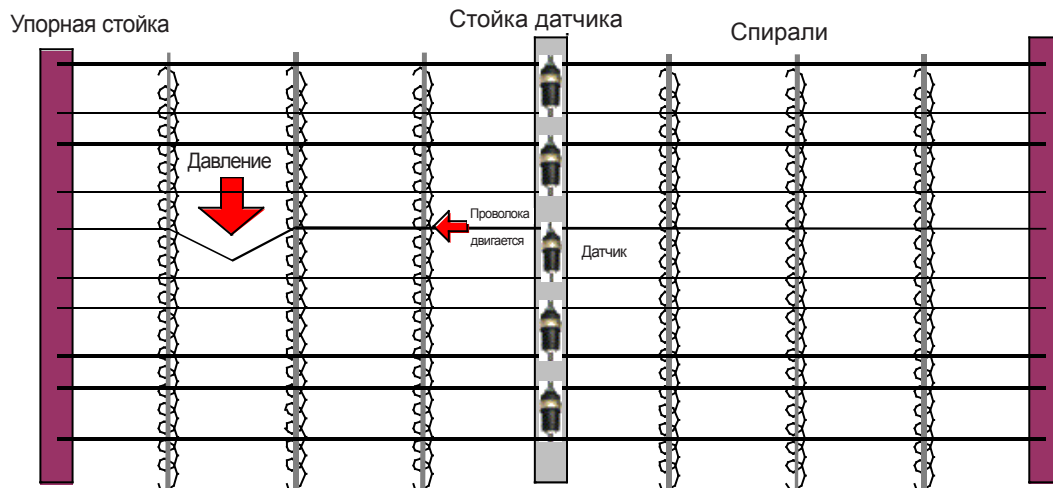 Упорная стойка
Стойка датчика
Спирали
Давление
Проволока
двигается
Датчик